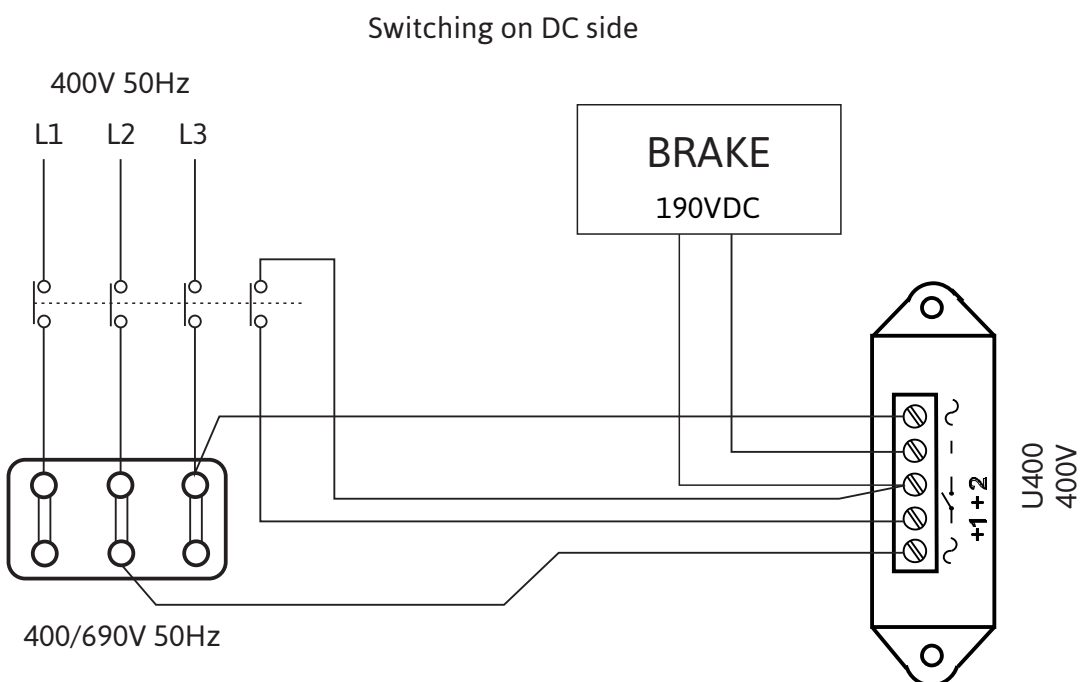 Switching on DC side
400V 50Hz
L1 L2 L3
BRAKE
190VDC
~
–
+1 + 2
~
U400
400V
400/690V 50Hz